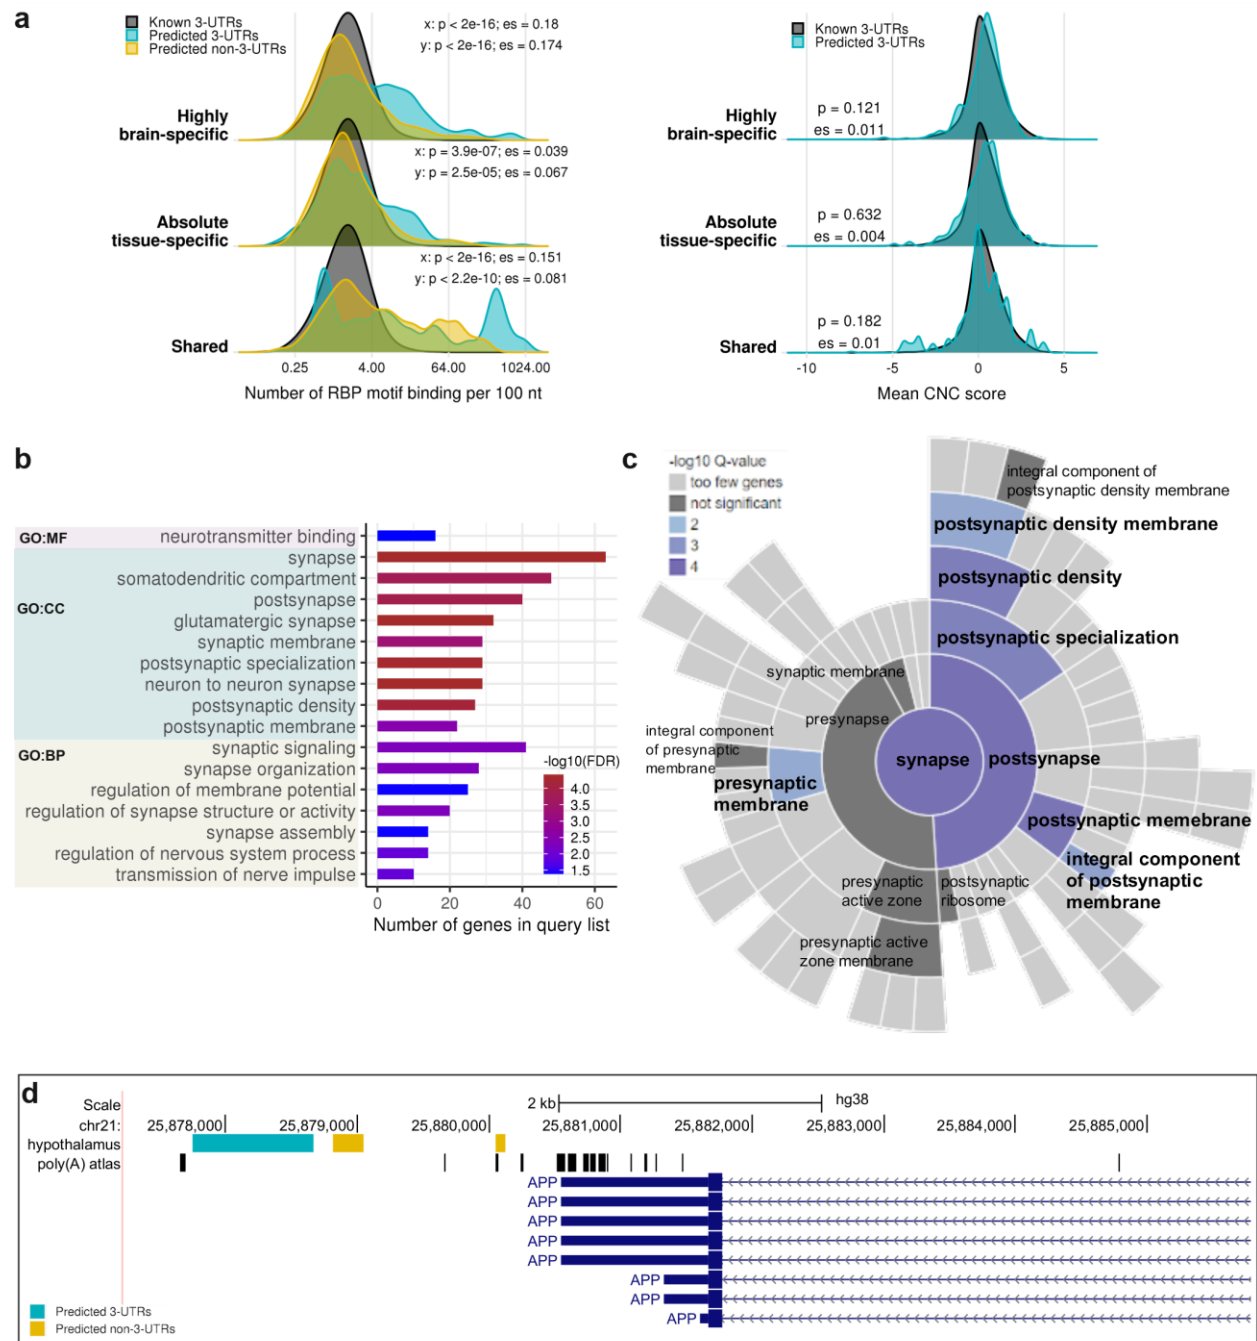 a
Known 3-UTRs
Predicted 3-UTRs
Predicted non-3-UTRs
x: p < 2e-16; es = 0.18
y: p < 2e-16; es = 0.174
Highly
brain-specific
x: p = 3.9e-07; es = 0.039
y: p = 2.5e-05; es = 0.067
Absolute
tissue-specific
x: p < 2e-16; es = 0.151
y: p < 2.2e-10; es = 0.081
Shared
0.25 4.00 64.00 1024.00
Number of RBP motif binding per 100 nt
Known 3-UTRs
Predicted 3-UTRs
p = 0.121
es = 0.011
Highly
brain-specific
p = 0.632
es = 0.004
Absolute
tissue-specific
p = 0.182
es = 0.01
Shared
-10 -5 0 5
Mean CNC score
b
GO:MF
neurotransmitter binding
GO:CC
synapse
somatodendritic compartment
postsynapse
glutamatergic synapse
synaptic membrane
postsynaptic specialization
neuron to neuron synapse
postsynaptic density
postsynaptic membrane
GO:BP
synaptic signaling
synapse organization
regulation of membrane potential
regulation of synapse structure or activity
synapse assembly
regulation of nervous system process
transmission of nerve impulse
-log10(FDR)
4.0
3.5
3.0
2.5
2.0
1.5
0 20 40 60
Number of genes in query list
c
-log10 Q-value
too few genes
not significant
2
3
4
integral component of
postsynaptic density membrane
postsynaptic density membrane
postsynaptic density
postsynaptic specialization
synaptic membrane
presynapse
integral component
of presynaptic
membrane
presynaptic
membrane
synapse
postsynapse
postsynaptic memebrane
integral component
of postsynaptic
membrane
presynaptic
active zone
postsynaptic
ribosome
presynaptic active
zone membrane
d
Scale
2 kb
hg38
chr21:
25,878,000 25,879,000 25,880,000 25,881,000 25,882,000 25,883,000 25,884,000 25,885,000
hypothalamus
poly(A) atlas
APP
APP
APP
APP
APP
APP
APP
APP
Predicted 3-UTRs
Predicted non-3-UTRs